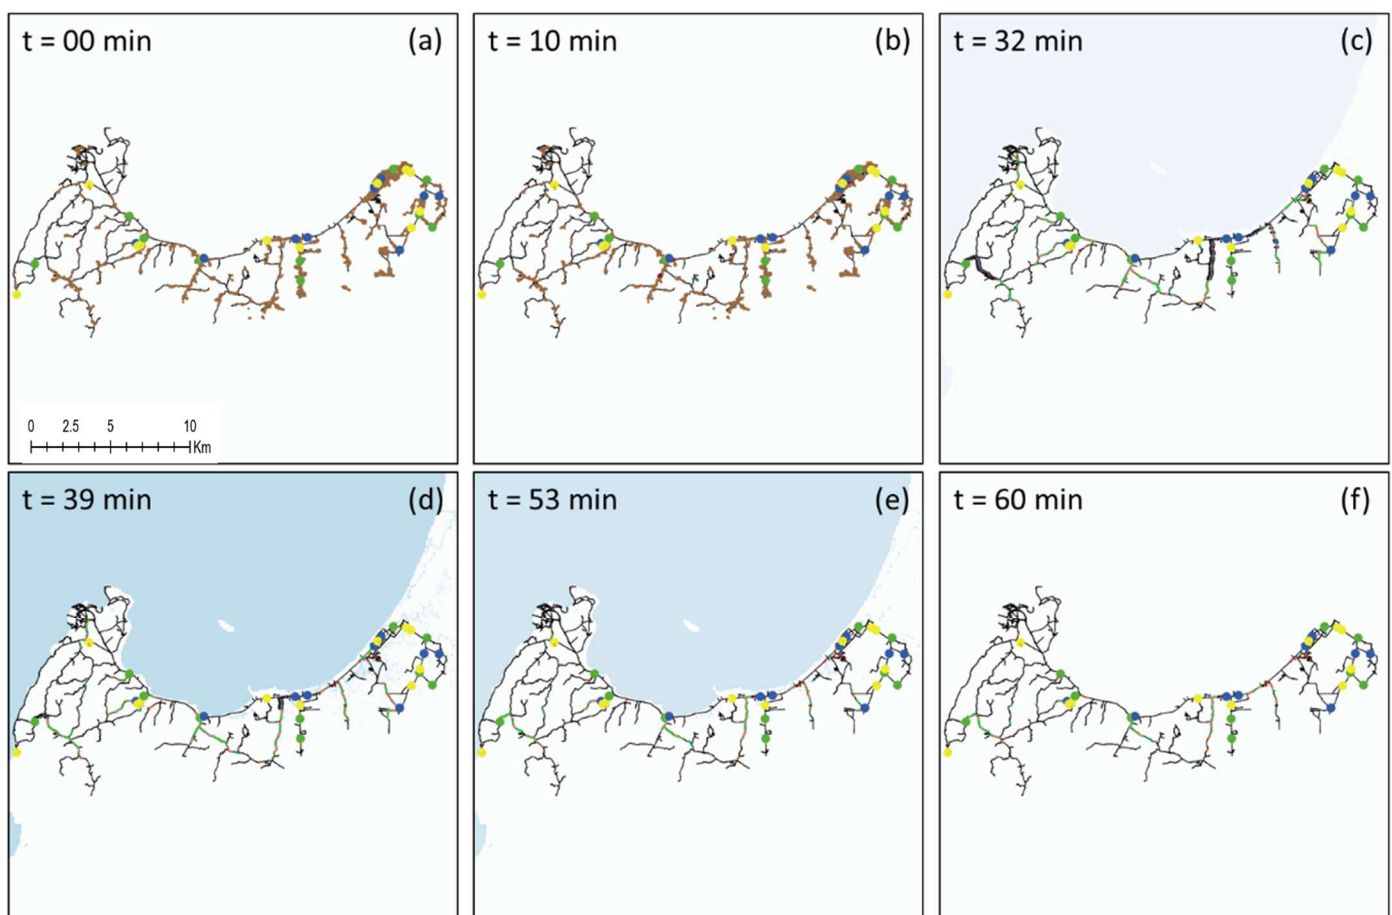 t = 00 min (a)
t = 10 min (b)
t = 32 min (c)
0 2.5 5 10
Km
t = 39 min (d)
t = 53 min (e)
t = 60 min (f)